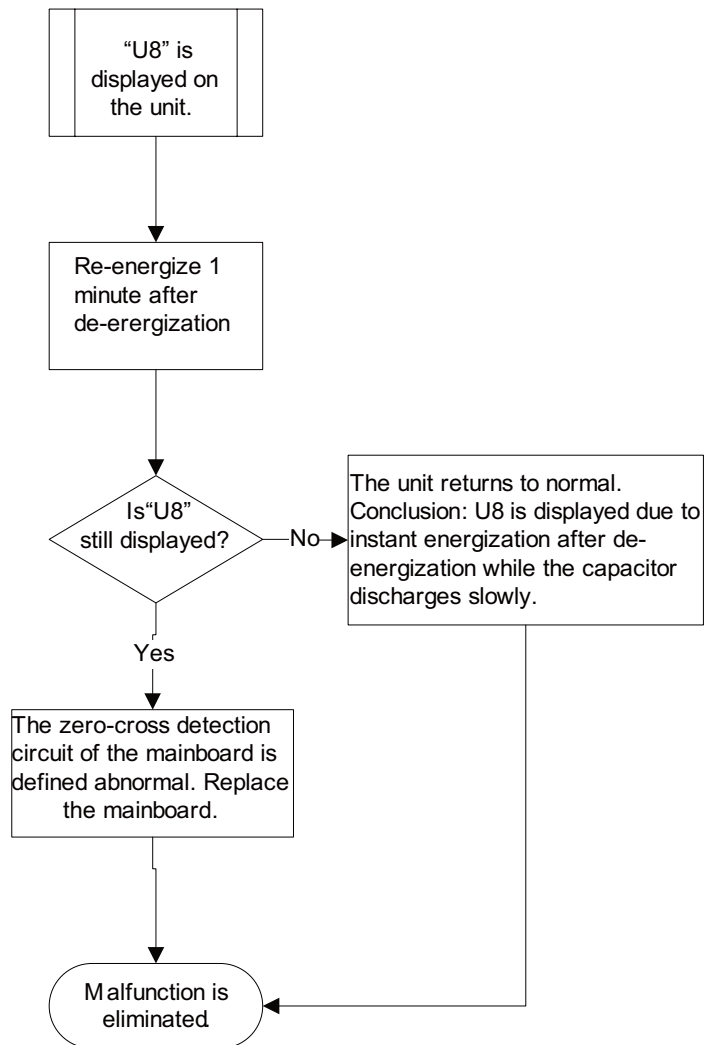 “U8” is
displayed on
the unit.
Re-energize 1
minute after
de-erergization
Is“U8”
still displayed?
No
The unit returns to normal.
Conclusion: U8 is displayed due to
instant energization after de-
energization while the capacitor
discharges slowly.
Yes
The zero-cross detection
circuit of the mainboard is
defined abnormal. Replace
the mainboard.
Malfunction is
eliminated.